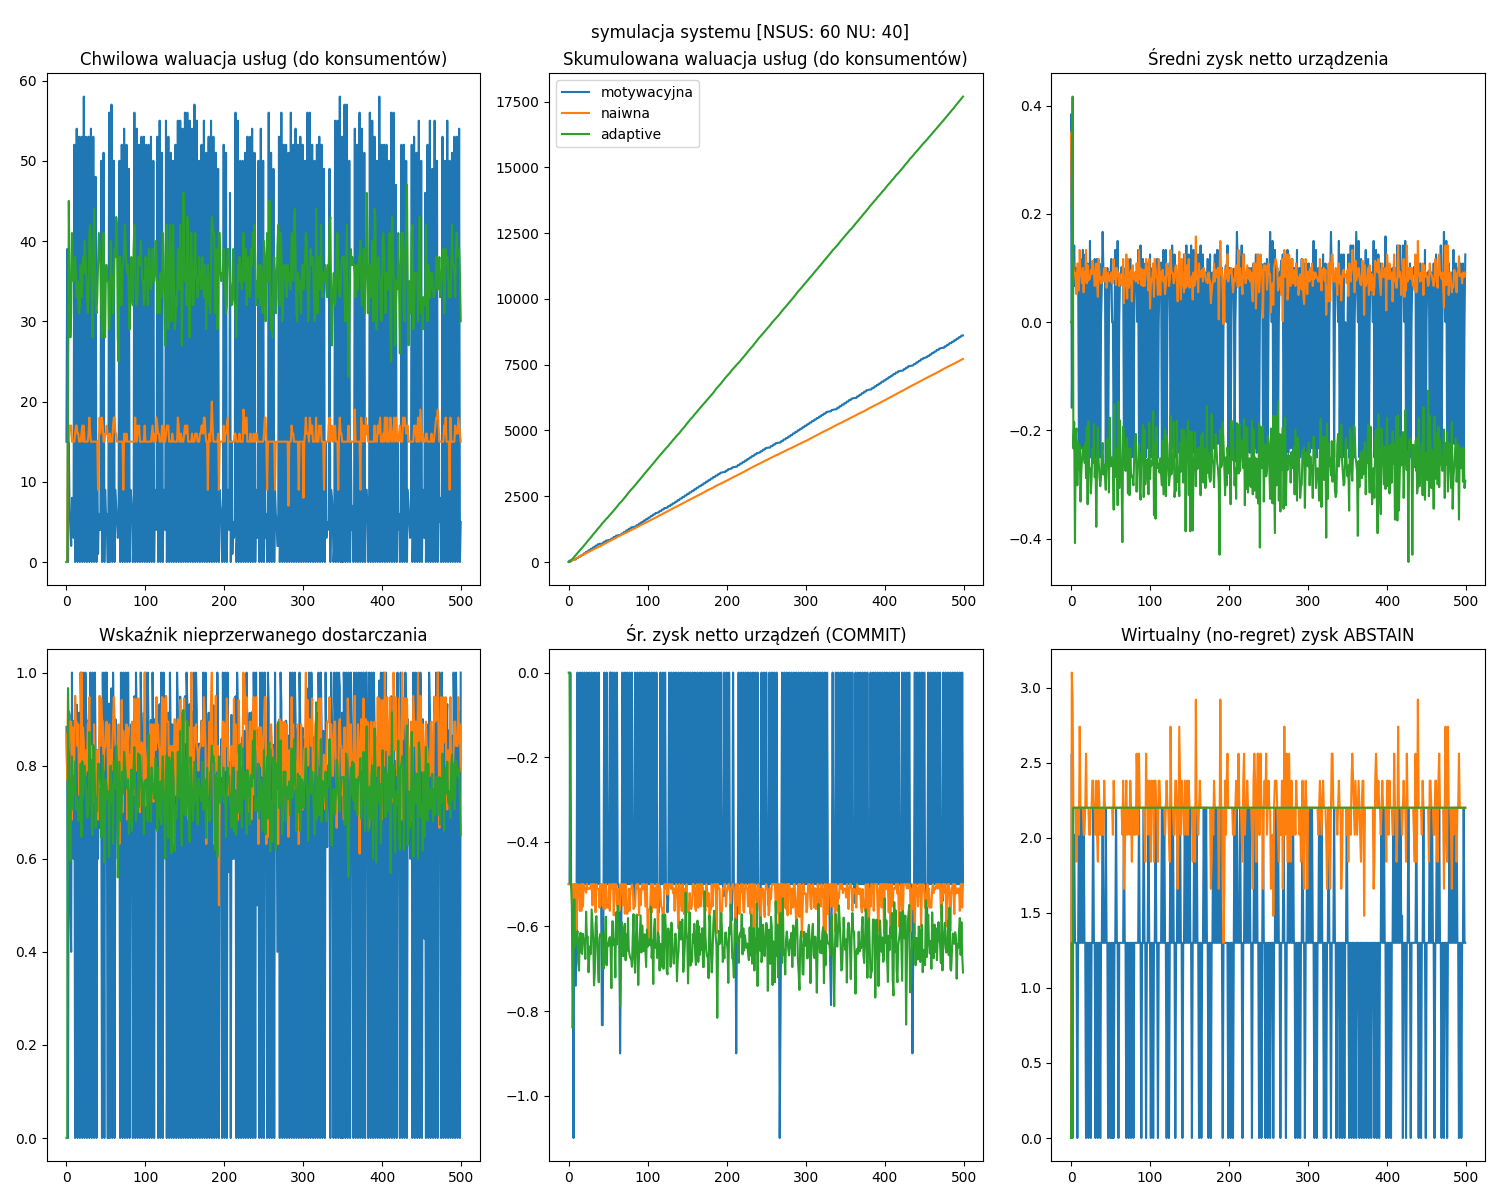 symulacja systemu [NSUS: 60 NU: 40]
Chwilowa waluacja usług (do konsumentów)
60
50
40
30
20
10
0
0 100 200 300 400 500
Skumulowana waluacja usług (do konsumentów)
motywacyjna
naiwna
adaptive
17500
15000
12500
10000
7500
5000
2500
0
0 100 200 300 400 500
Średni zysk netto urządzenia
0.4
0.2
0.0
−0.2
−0.4
0 100 200 300 400 500
Wskaźnik nieprzerwanego dostarczania
1.0
0.8
0.6
0.4
0.2
0.0
0 100 200 300 400 500
Śr. zysk netto urządzeń (COMMIT)
0.0
−0.2
−0.4
−0.6
−0.8
−1.0
0 100 200 300 400 500
Wirtualny (no-regret) zysk ABSTAIN
3.0
2.5
2.0
1.5
1.0
0.5
0.0
0 100 200 300 400 500